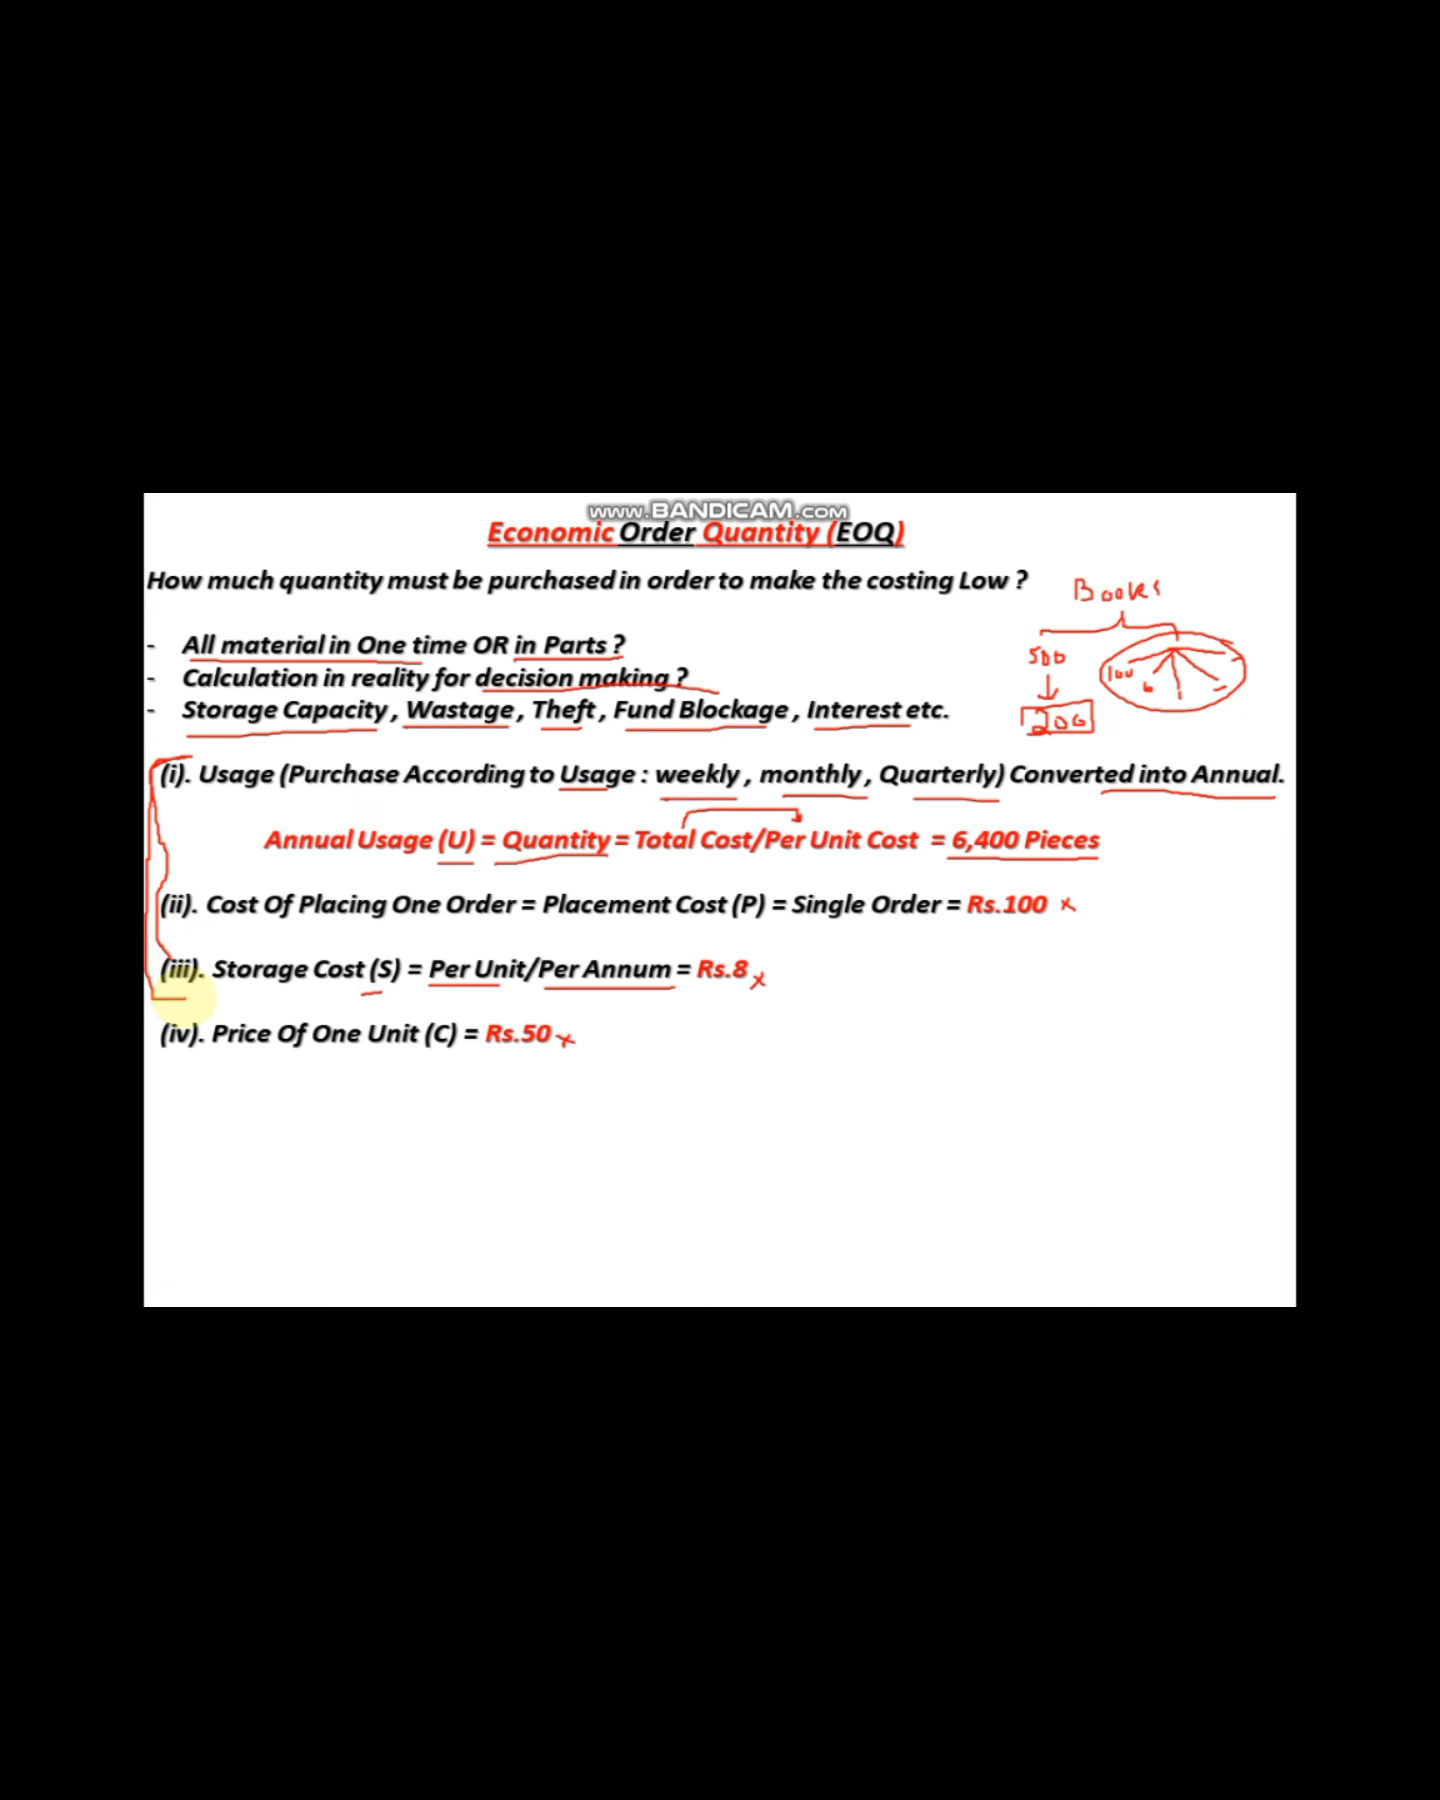 www.BANDICAM.com
Economic Order Quantity (EOQ)
How much quantity must be purchased in order to make the costing Low ?
Books
- All material in One time OR in Parts ?
500
100
- Calculation in reality for decision making ?
- Storage Capacity , Wastage , Theft , Fund Blockage , Interest etc.
200
(i). Usage (Purchase According to Usage : weekly , monthly , Quarterly) Converted into Annual.
Annual Usage (U) = Quantity = Total Cost/Per Unit Cost = 6,400 Pieces
(ii). Cost Of Placing One Order = Placement Cost (P) = Single Order = Rs.100 ×
(iii). Storage Cost (S) = Per Unit/Per Annum = Rs.8 ×
(iv). Price Of One Unit (C) = Rs.50 ×